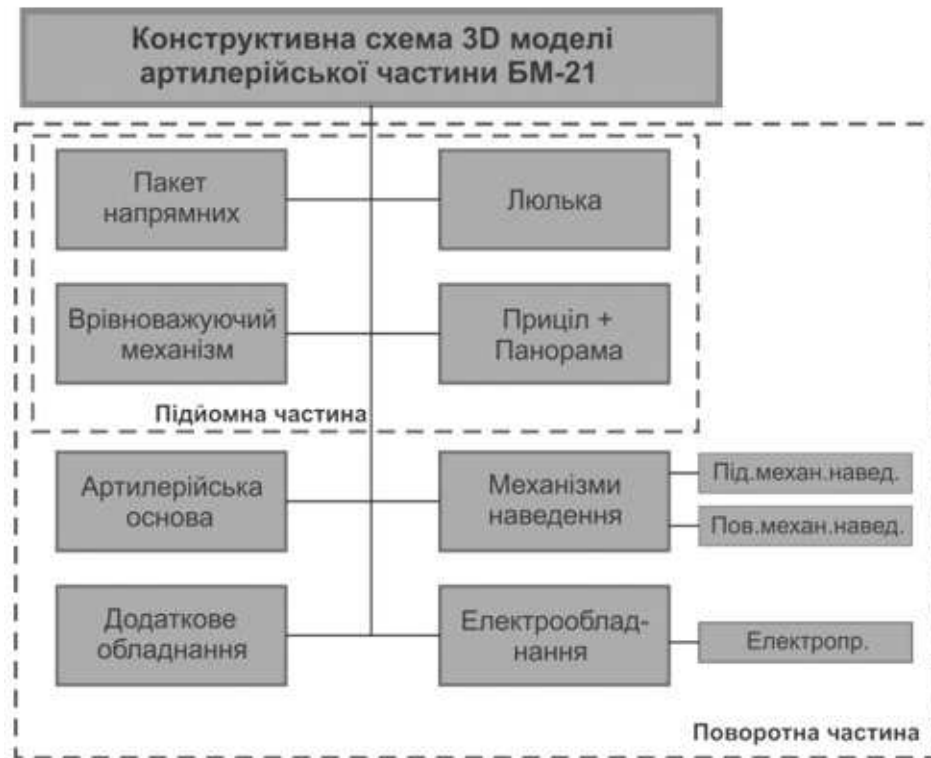 Конструктивна схема 3D моделі
артилерійської частини БМ-21
Пакет
напрямних
Люлька
Врівноважуючий
механізм
Приціл +
Панорама
Підйомна частина
Артилерійська
основа
Механізми
наведення
Під.механ.навед.
Пов.механ.навед.
Додаткове
обладнання
Електрооблад-
нання
Електропр.
Поворотна частина